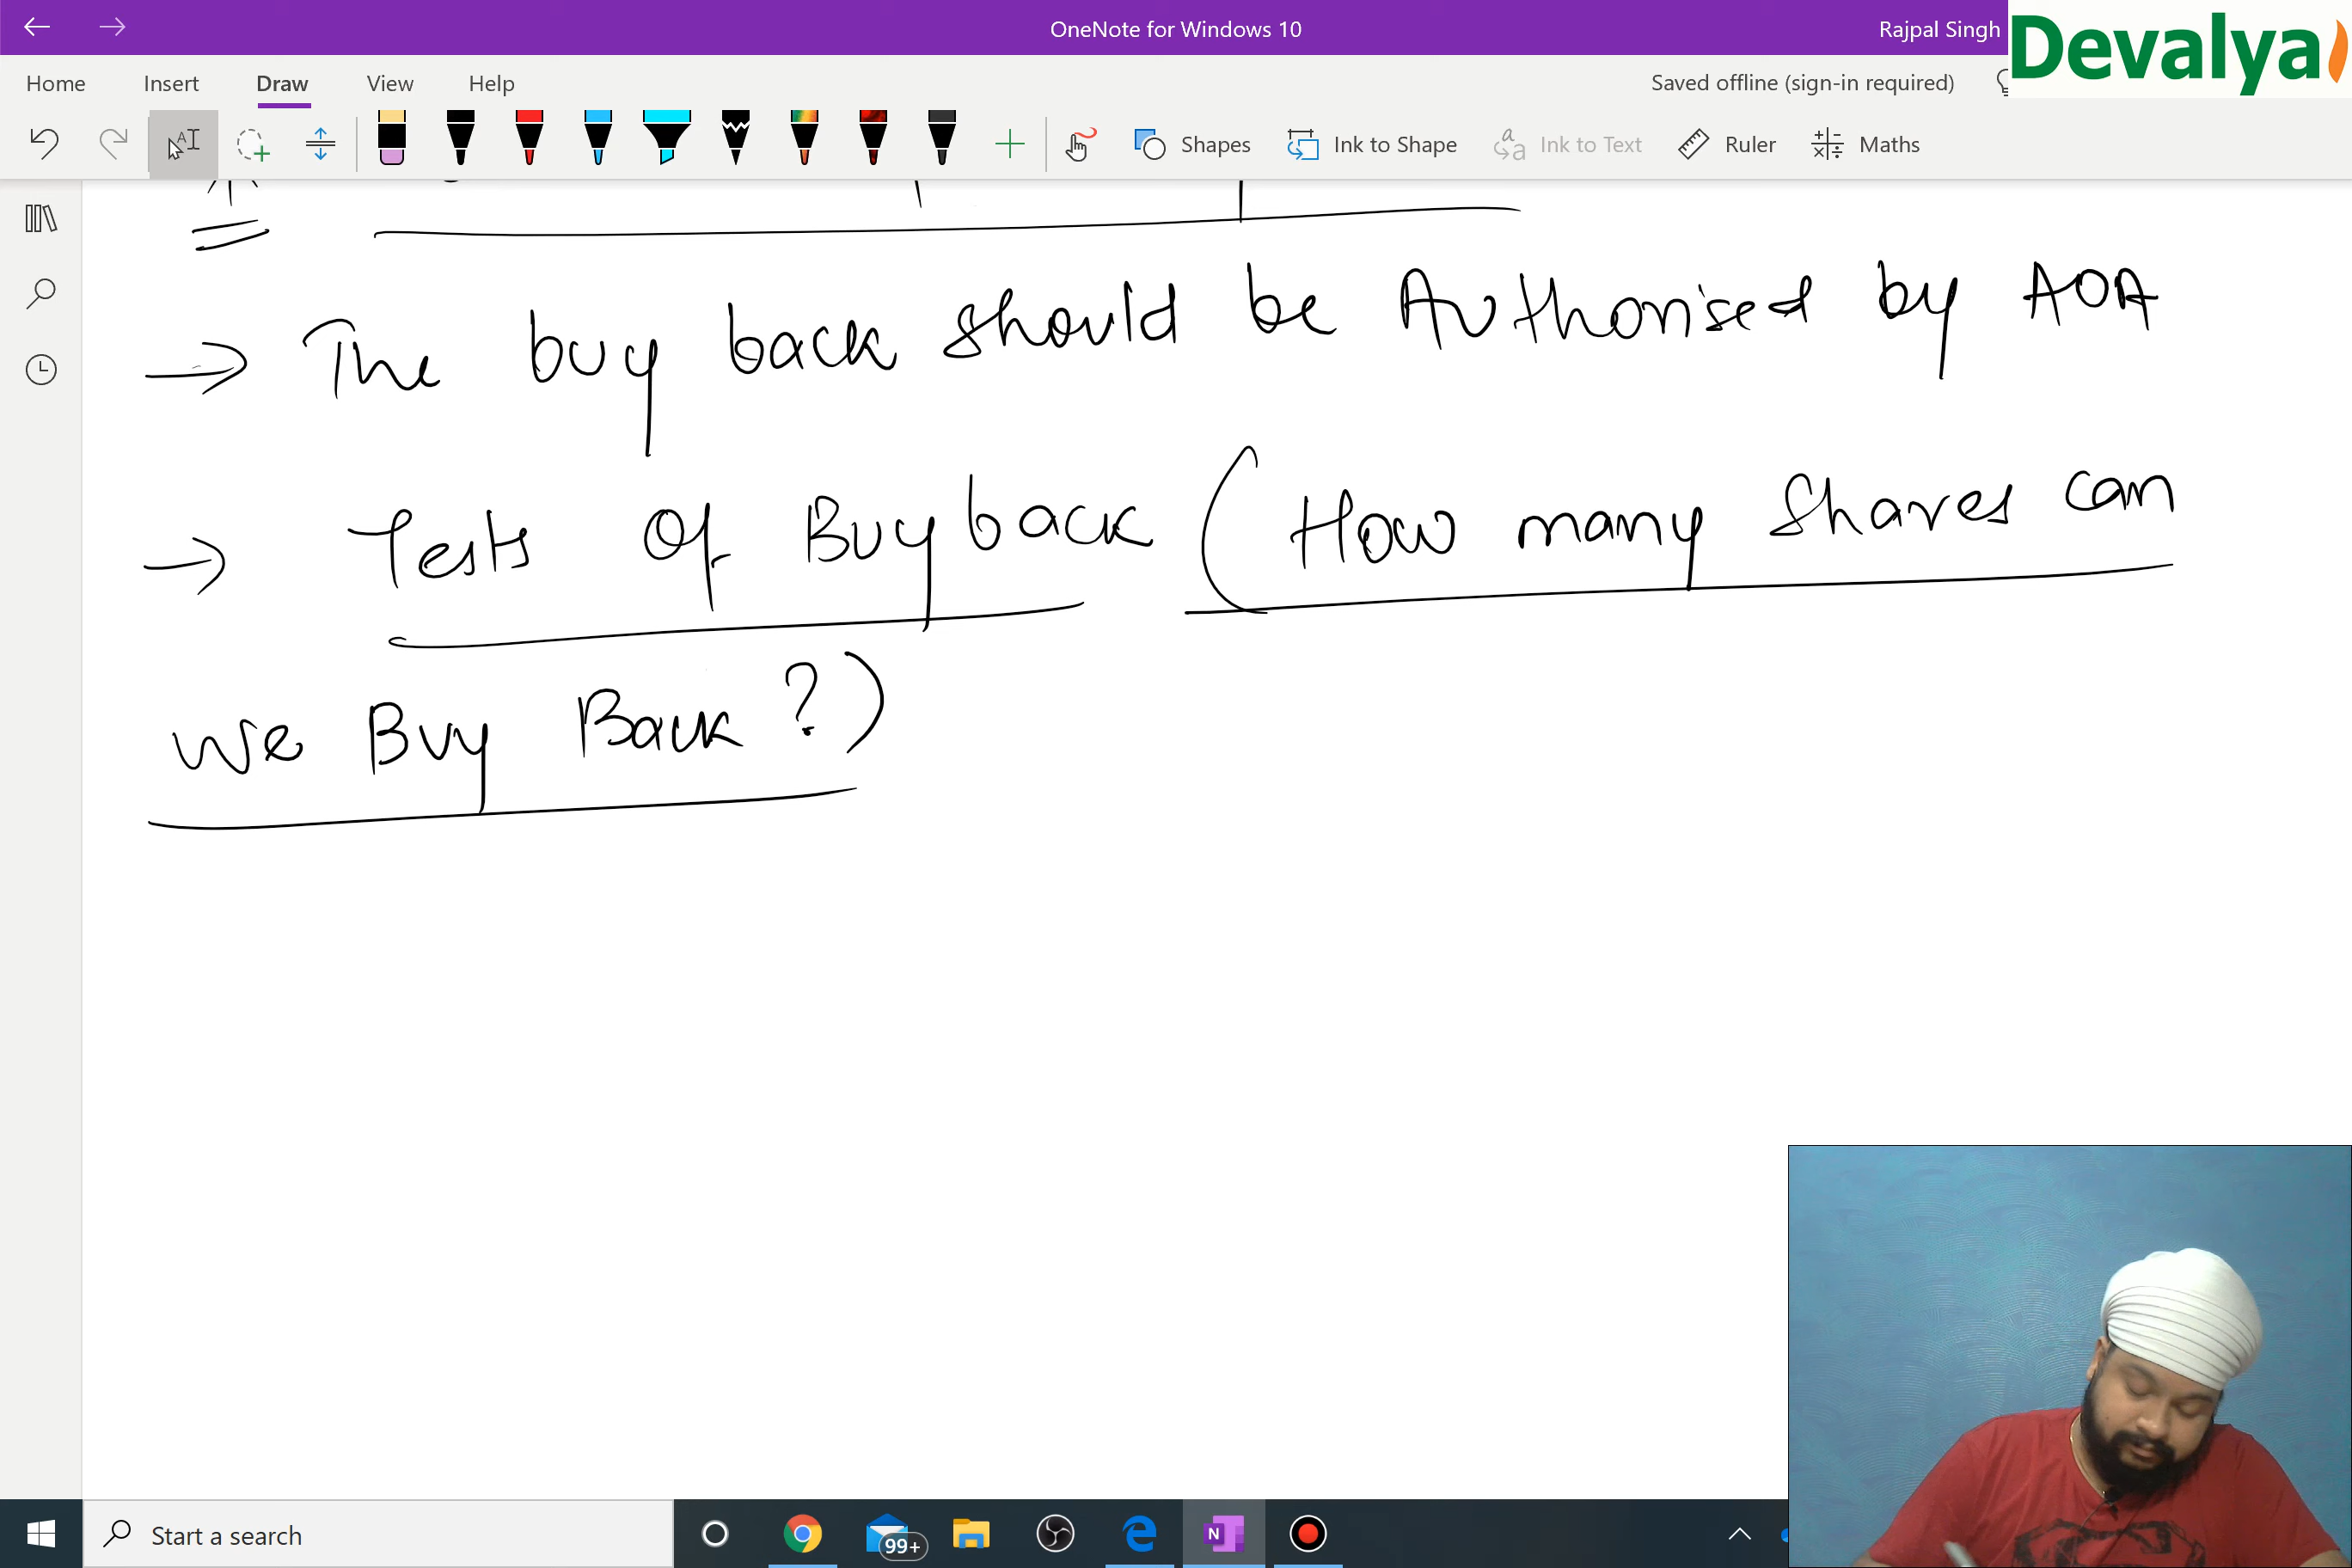 OneNote for Windows 10
Rajpal Singh
Devalya
Home Insert Draw View Help
Saved offline (sign-in required)
Shapes Ink to Shape Ink to Text Ruler Maths
→ The buy back should be Authorised by AOA
→ Tests of Buyback (How many Shares can
we Buy Back?)
Start a search
99+